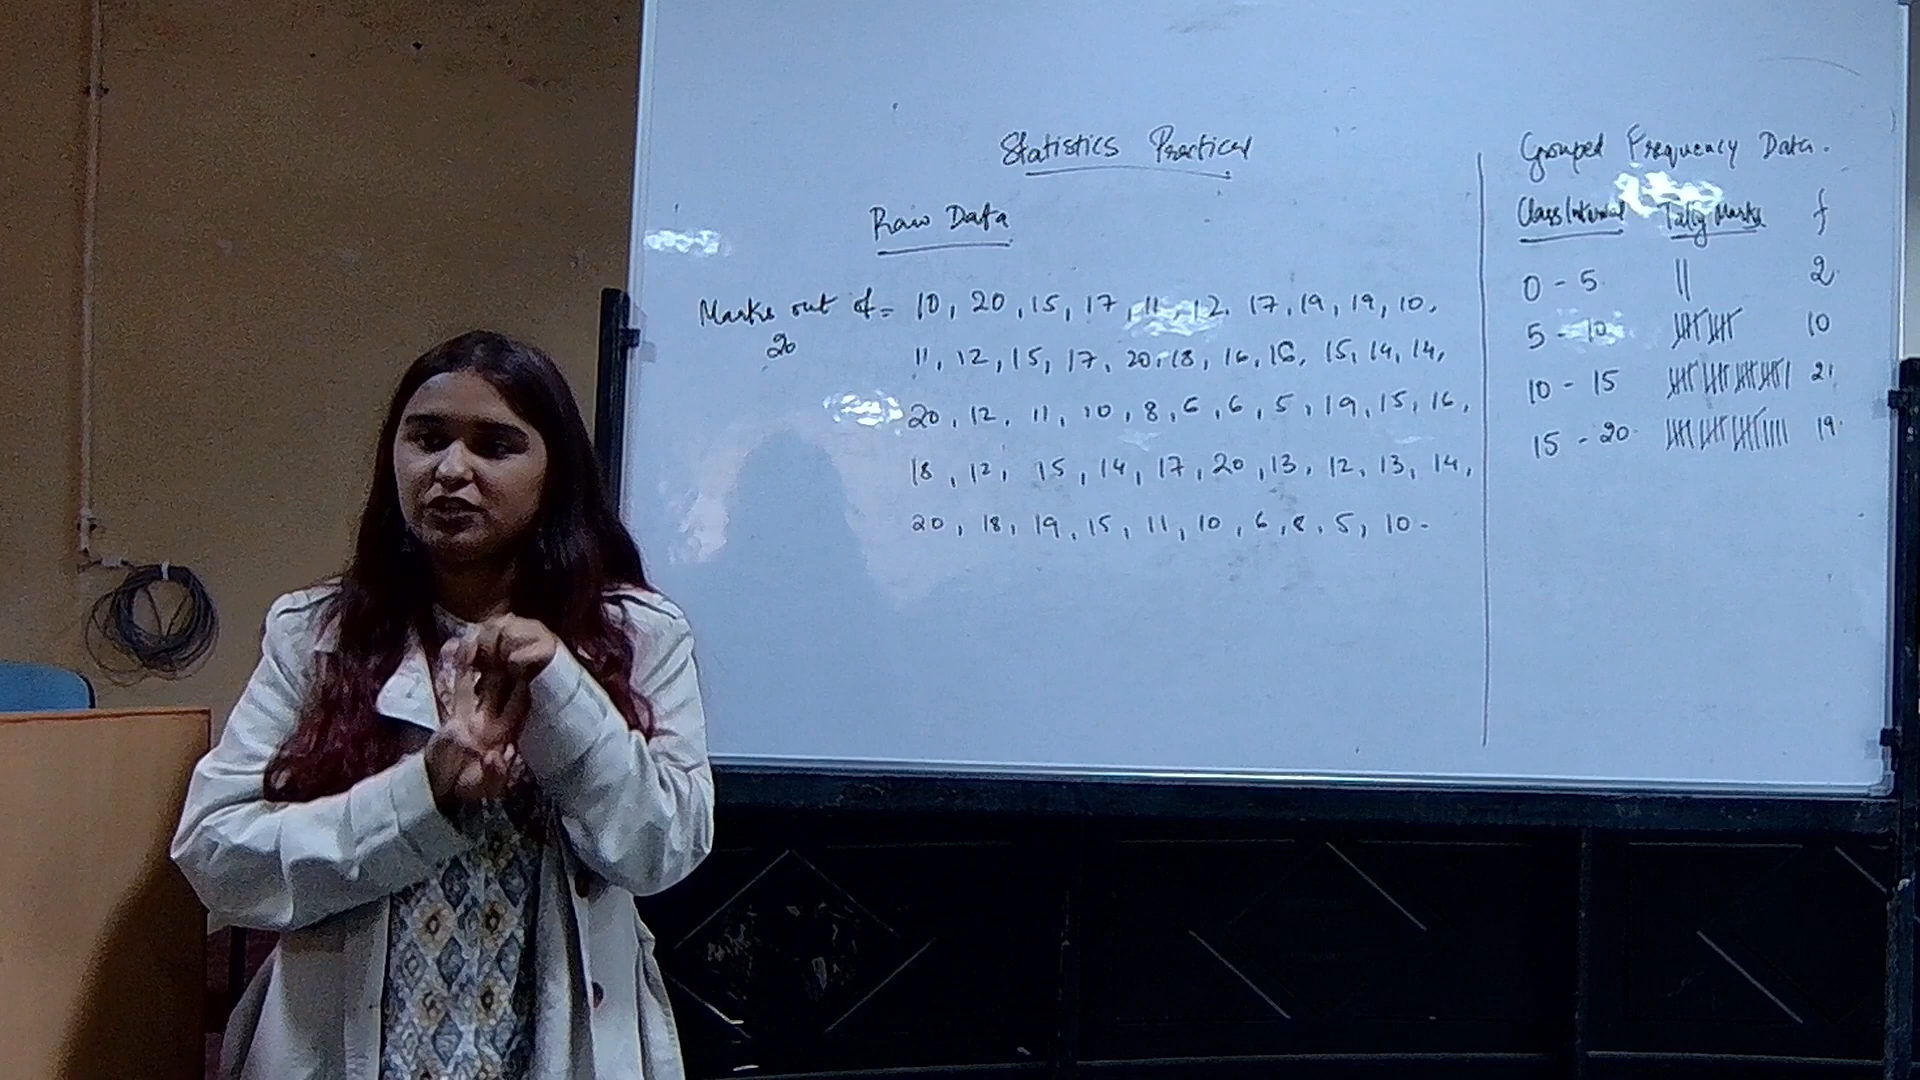 Statistics Practical
Raw Data
Marks out of = 10, 20, 15, 17, 11, 12, 17, 19, 19, 10,
20
11, 12, 15, 17, 20, 18, 16, 16, 15, 14, 14,
20, 12, 11, 10, 8, 6, 6, 5, 19, 15, 16,
18, 12, 15, 14, 17, 20, 13, 12, 13, 14,
20, 18, 19, 15, 11, 10, 6, 8, 5, 10.
Grouped Frequency Data.
Class Interval Tally Marks f
0 - 5 2
5 - 10 10
10 - 15 21
15 - 20 19.